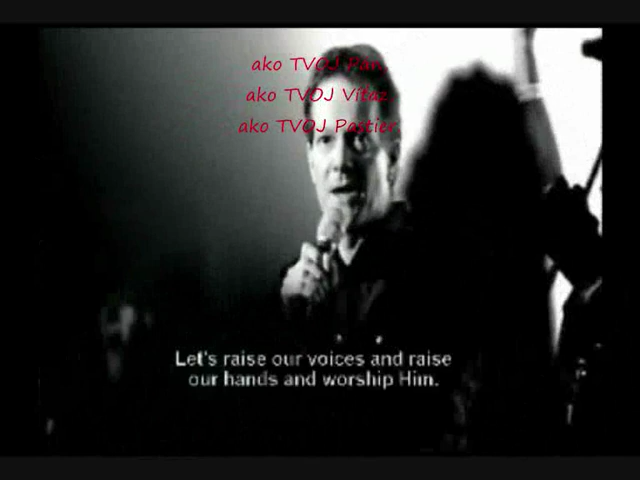 ako TVOJ Pán,
ako TVOJ Víťaz
ako TVOJ Pastier
Let's raise our voices and raise
our hands and worship Him.